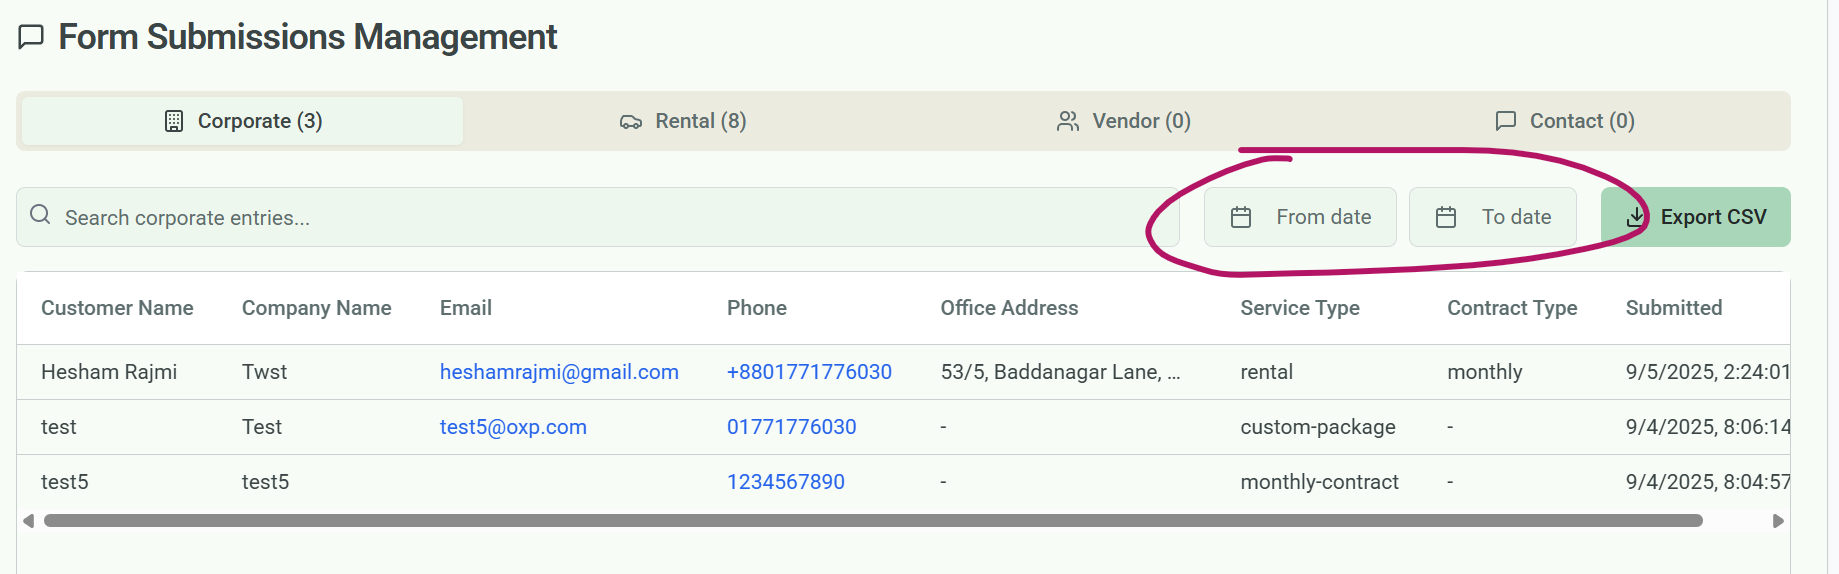 Form Submissions Management
Corporate (3) Rental (8) Vendor (0) Contact (0)
Search corporate entries... From date To date Export CSV
Customer Name Company Name Email Phone Office Address Service Type Contract Type Submitted
Hesham Rajmi Twst heshamrajmi@gmail.com +8801771776030 53/5, Baddanagar Lane, ... rental monthly 9/5/2025, 2:24:01
test Test test5@oxp.com 01771776030 - custom-package - 9/4/2025, 8:06:14
test5 test5 1234567890 - monthly-contract - 9/4/2025, 8:04:57